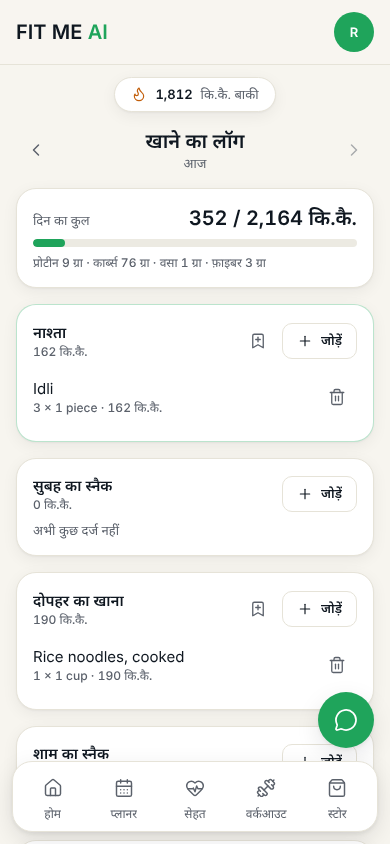 FIT ME AI
R
1,812 कि.कै. बाकी
खाने का लॉग
आज
दिन का कुल
352 / 2,164 कि.कै.
प्रोटीन 9 ग्रा · कार्ब्स 76 ग्रा · वसा 1 ग्रा · फ़ाइबर 3 ग्रा
नाश्ता
162 कि.कै.
जोड़ें
Idli
3 × 1 piece · 162 कि.कै.
सुबह का स्नैक
0 कि.कै.
जोड़ें
अभी कुछ दर्ज नहीं
दोपहर का खाना
190 कि.कै.
जोड़ें
Rice noodles, cooked
1 × 1 cup · 190 कि.कै.
शाम का स्नैक
जोड़ें
होम
प्लानर
सेहत
वर्कआउट
स्टोर